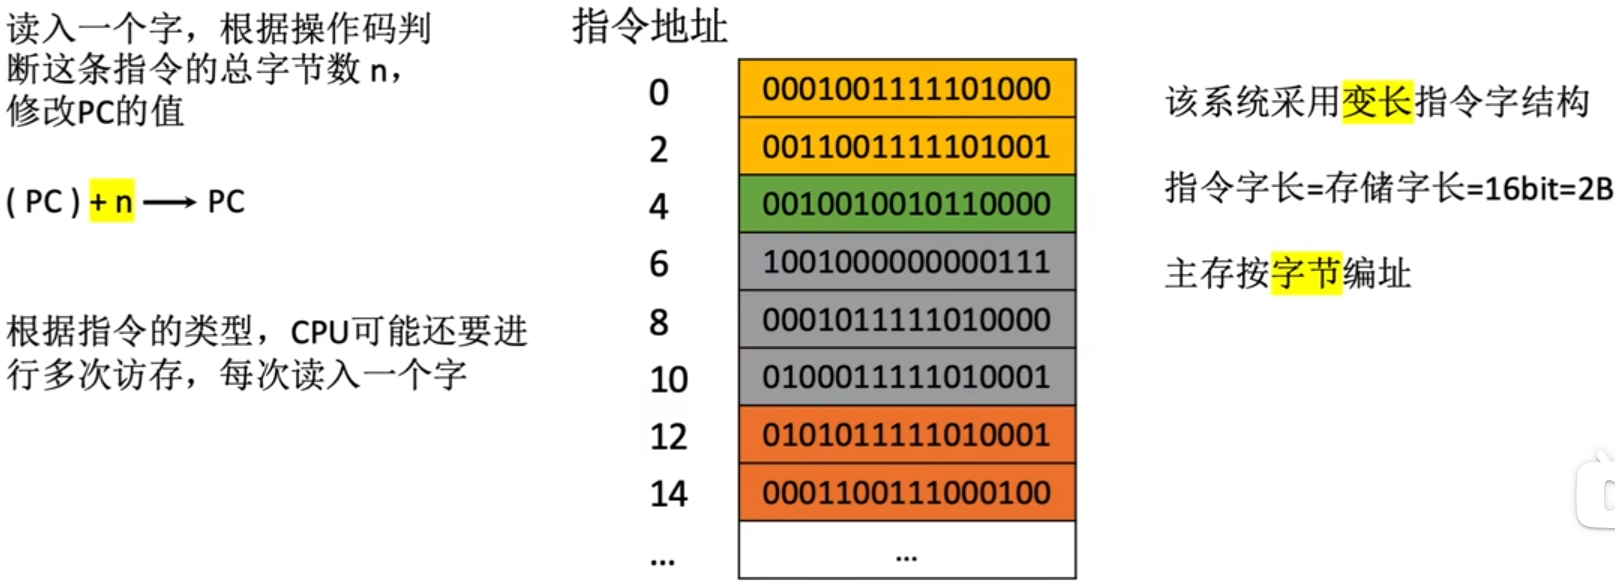 读入一个字，根据操作码判
断这条指令的总字节数 n，
修改PC的值
( PC ) + n → PC
根据指令的类型，CPU可能还要进
行多次访存，每次读入一个字
指令地址
0 0001001111101000
2 0011001111101001
4 0010010010110000
6 1001000000000111
8 0001011111010000
10 0100011111010001
12 0101011111010001
14 0001100111000100
... ...
该系统采用变长指令字结构
指令字长=存储字长=16bit=2B
主存按字节编址